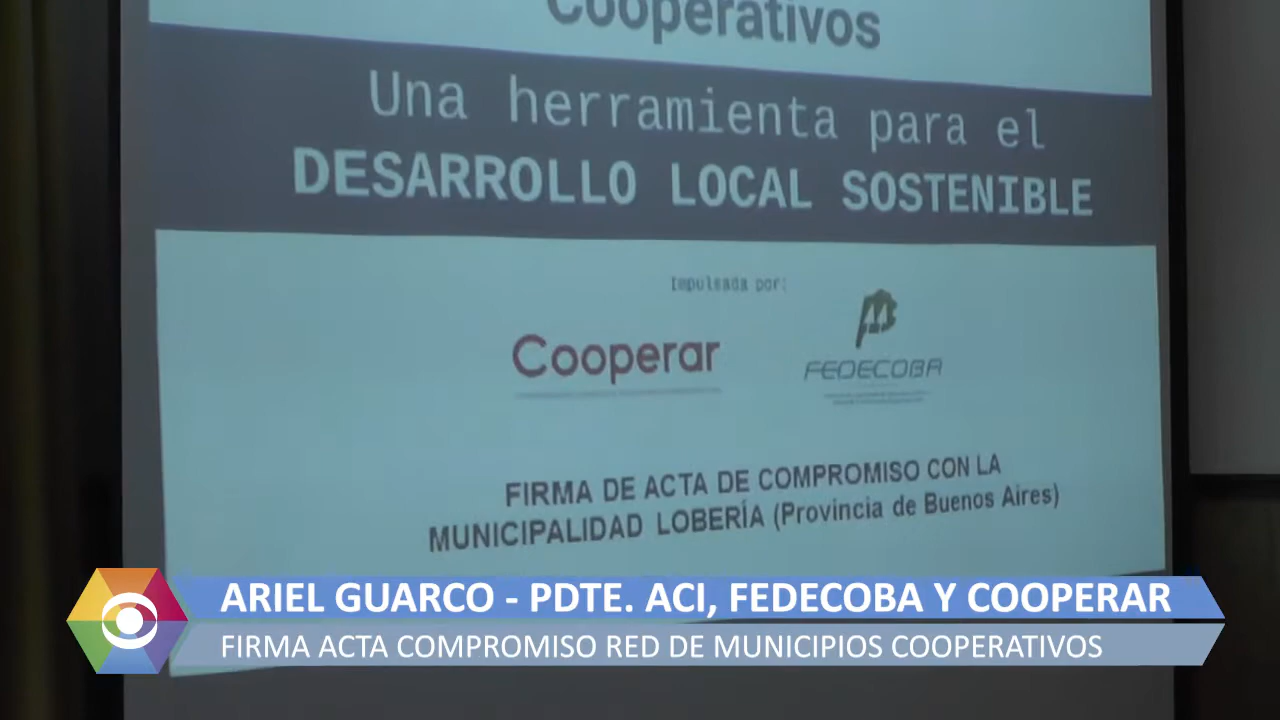 Cooperativos
Una herramienta para el
DESARROLLO LOCAL SOSTENIBLE
Impulsada por:
Cooperar
FEDECOBA
FIRMA DE ACTA DE COMPROMISO CON LA
MUNICIPALIDAD LOBERÍA (Provincia de Buenos Aires)
ARIEL GUARCO - PDTE. ACI, FEDECOBA Y COOPERAR
FIRMA ACTA COMPROMISO RED DE MUNICIPIOS COOPERATIVOS